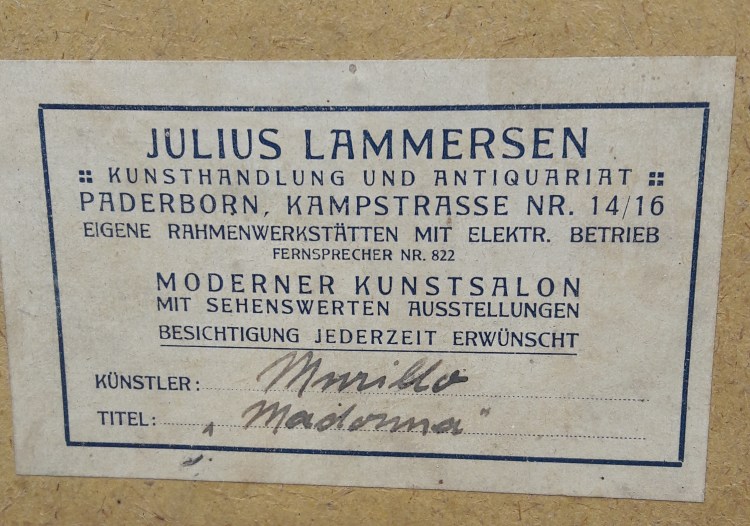 JULIUS LAMMERSEN
KUNSTHANDLUNG UND ANTIQUARIAT
PADERBORN, KAMPSTRASSE NR. 14/16
EIGENE RAHMENWERKSTÄTTEN MIT ELEKTR. BETRIEB
FERNSPRECHER NR. 822
MODERNER KUNSTSALON
MIT SEHENSWERTEN AUSSTELLUNGEN
BESICHTIGUNG JEDERZEIT ERWÜNSCHT
KÜNSTLER: Murillo
TITEL: „Madonna"